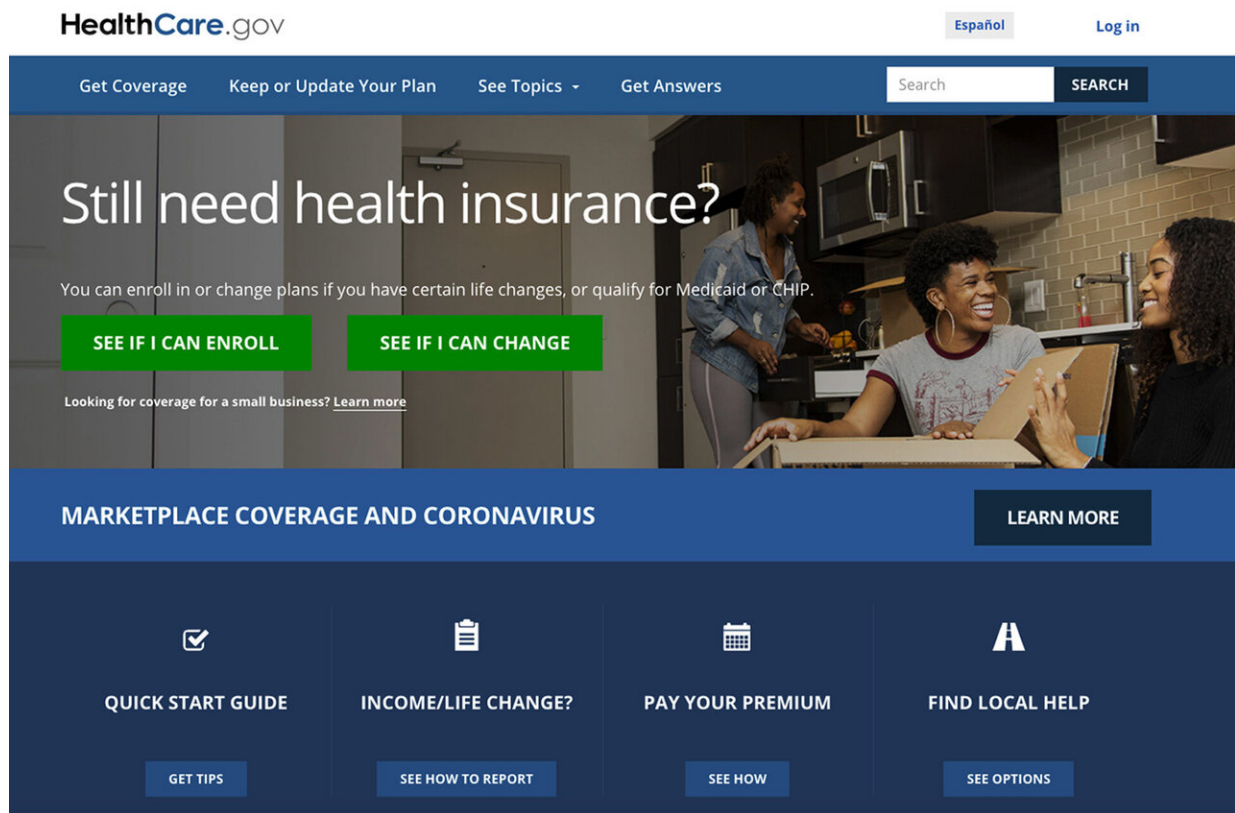 HealthCare.gov
Español
Log in
Get Coverage
Keep or Update Your Plan
See Topics
Get Answers
Search
SEARCH
Still need health insurance?
You can enroll in or change plans if you have certain life changes, or qualify for Medicaid or CHIP.
SEE IF I CAN ENROLL
SEE IF I CAN CHANGE
Looking for coverage for a small business? Learn more
MARKETPLACE COVERAGE AND CORONAVIRUS
LEARN MORE
QUICK START GUIDE
INCOME/LIFE CHANGE?
PAY YOUR PREMIUM
FIND LOCAL HELP
GET TIPS
SEE HOW TO REPORT
SEE HOW
SEE OPTIONS